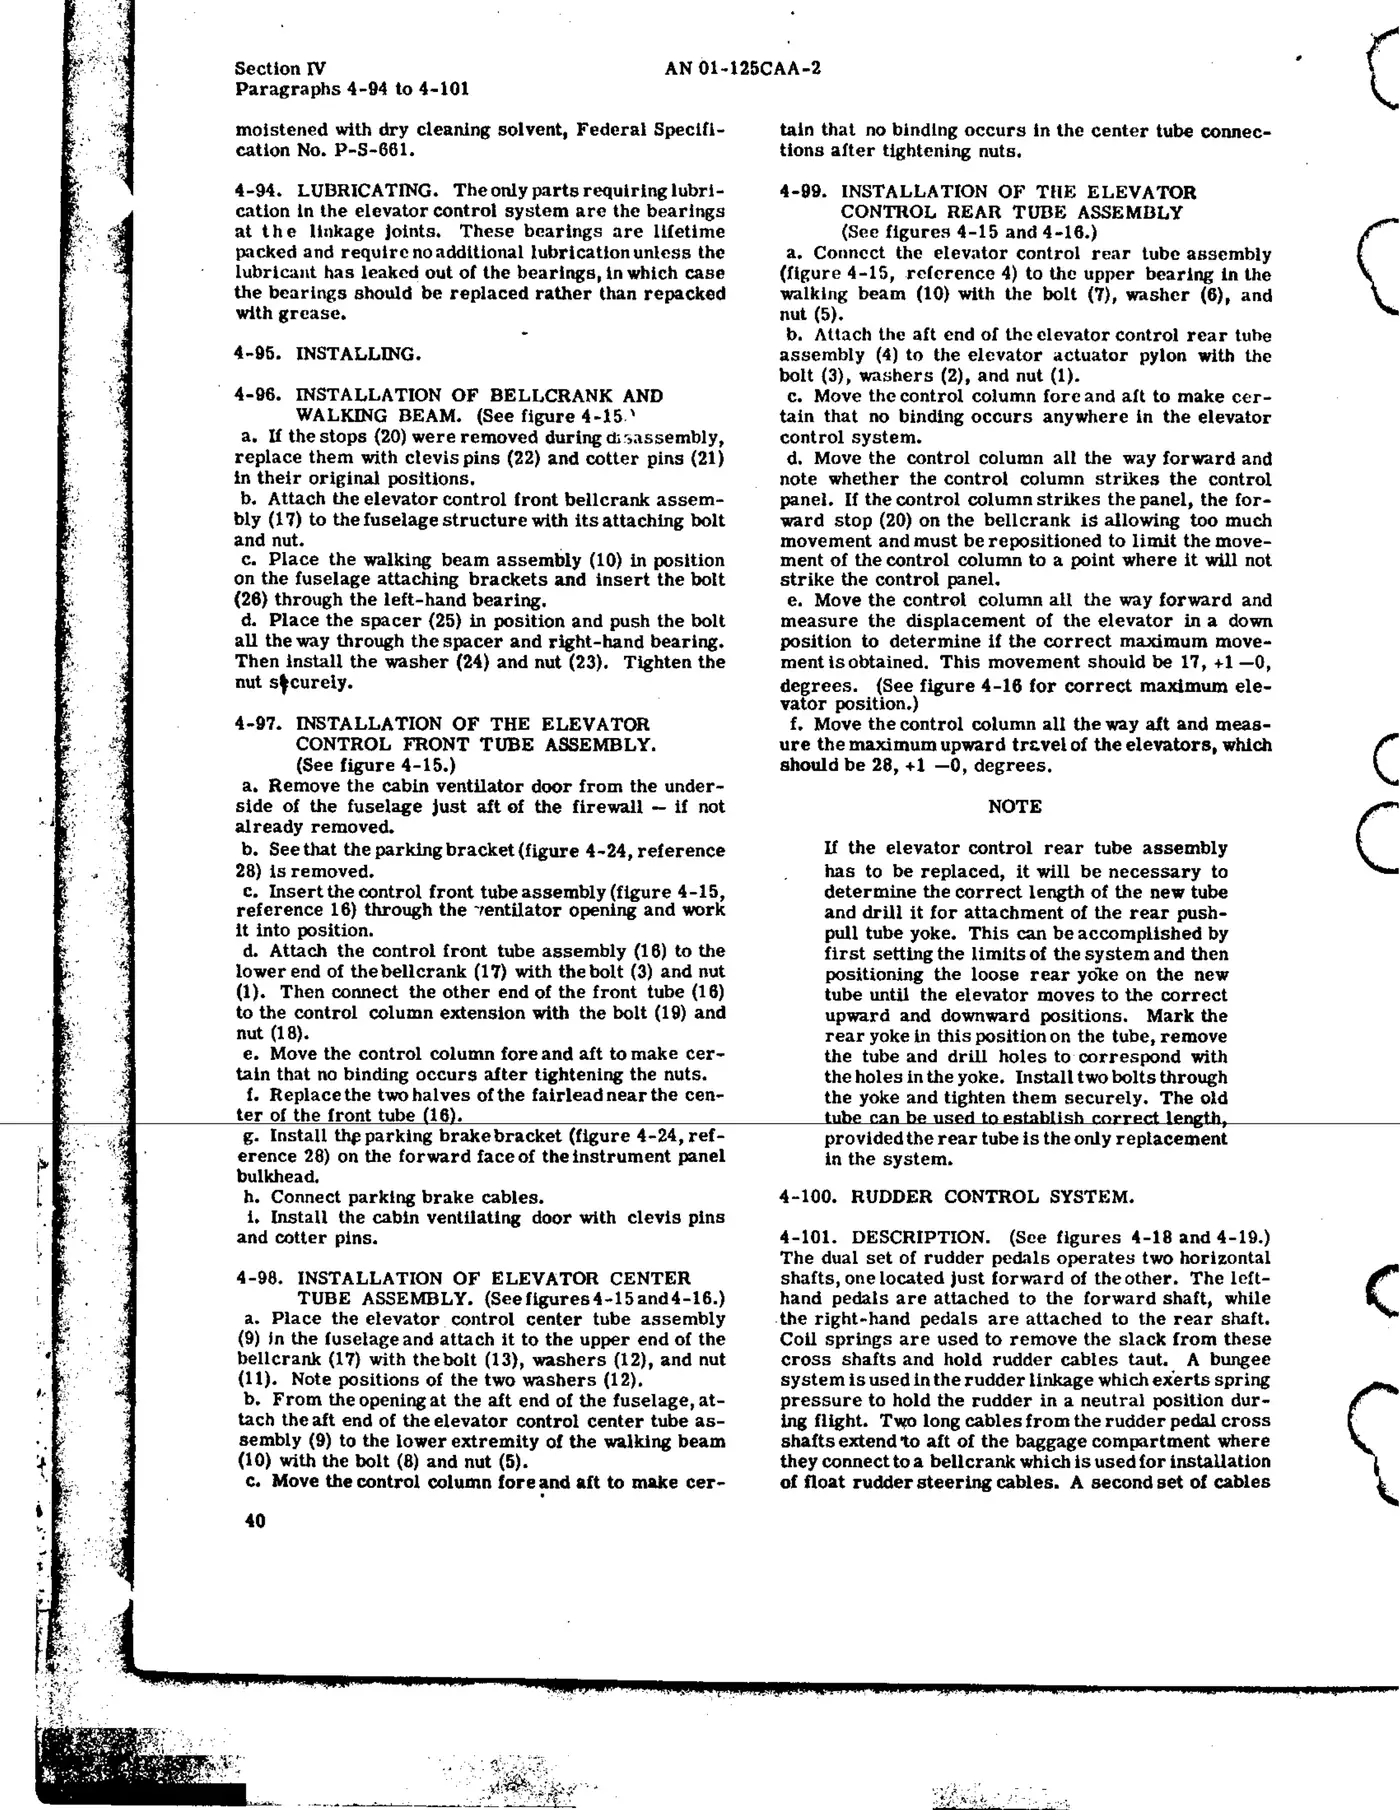 Section IV
Paragraphs 4-94 to 4-101
AN 01-125CAA-2
moistened with dry cleaning solvent, Federal Specifi-
cation No. P-S-661.
4-94. LUBRICATING. The only parts requiring lubri-
cation in the elevator control system are the bearings
at the linkage joints. These bearings are lifetime
packed and require no additional lubrication unless the
lubricant has leaked out of the bearings, in which case
the bearings should be replaced rather than repacked
with grease.
4-95. INSTALLING.
4-96. INSTALLATION OF BELLCRANK AND
WALKING BEAM. (See figure 4-15.)
a. If the stops (20) were removed during disassembly,
replace them with clevis pins (22) and cotter pins (21)
in their original positions.
b. Attach the elevator control front bellcrank assem-
bly (17) to the fuselage structure with its attaching bolt
and nut.
c. Place the walking beam assembly (10) in position
on the fuselage attaching brackets and insert the bolt
(26) through the left-hand bearing.
d. Place the spacer (25) in position and push the bolt
all the way through the spacer and right-hand bearing.
Then install the washer (24) and nut (23). Tighten the
nut securely.
4-97. INSTALLATION OF THE ELEVATOR
CONTROL FRONT TUBE ASSEMBLY.
(See figure 4-15.)
a. Remove the cabin ventilator door from the under-
side of the fuselage just aft of the firewall — if not
already removed.
b. See that the parking bracket (figure 4-24, reference
28) is removed.
c. Insert the control front tube assembly (figure 4-15,
reference 16) through the ventilator opening and work
it into position.
d. Attach the control front tube assembly (16) to the
lower end of the bellcrank (17) with the bolt (3) and nut
(1). Then connect the other end of the front tube (16)
to the control column extension with the bolt (19) and
nut (18).
e. Move the control column fore and aft to make cer-
tain that no binding occurs after tightening the nuts.
f. Replace the two halves of the fairlead near the cen-
ter of the front tube (16).
g. Install the parking brake bracket (figure 4-24, ref-
erence 28) on the forward face of the instrument panel
bulkhead.
h. Connect parking brake cables.
i. Install the cabin ventilating door with clevis pins
and cotter pins.
4-98. INSTALLATION OF ELEVATOR CENTER
TUBE ASSEMBLY. (See figures 4-15 and 4-16.)
a. Place the elevator control center tube assembly
(9) in the fuselage and attach it to the upper end of the
bellcrank (17) with the bolt (13), washers (12), and nut
(11). Note positions of the two washers (12).
b. From the opening at the aft end of the fuselage, at-
tach the aft end of the elevator control center tube as-
sembly (9) to the lower extremity of the walking beam
(10) with the bolt (8) and nut (5).
c. Move the control column fore and aft to make cer-
tain that no binding occurs in the center tube connec-
tions after tightening nuts.
4-99. INSTALLATION OF THE ELEVATOR
CONTROL REAR TUBE ASSEMBLY
(See figures 4-15 and 4-16.)
a. Connect the elevator control rear tube assembly
(figure 4-15, reference 4) to the upper bearing in the
walking beam (10) with the bolt (7), washer (6), and
nut (5).
b. Attach the aft end of the elevator control rear tube
assembly (4) to the elevator actuator pylon with the
bolt (3), washers (2), and nut (1).
c. Move the control column fore and aft to make cer-
tain that no binding occurs anywhere in the elevator
control system.
d. Move the control column all the way forward and
note whether the control column strikes the control
panel. If the control column strikes the panel, the for-
ward stop (20) on the bellcrank is allowing too much
movement and must be repositioned to limit the move-
ment of the control column to a point where it will not
strike the control panel.
e. Move the control column all the way forward and
measure the displacement of the elevator in a down
position to determine if the correct maximum move-
ment is obtained. This movement should be 17, +1 —0,
degrees. (See figure 4-16 for correct maximum ele-
vator position.)
f. Move the control column all the way aft and meas-
ure the maximum upward travel of the elevators, which
should be 28, +1 —0, degrees.
NOTE
If the elevator control rear tube assembly
has to be replaced, it will be necessary to
determine the correct length of the new tube
and drill it for attachment of the rear push-
pull tube yoke. This can be accomplished by
first setting the limits of the system and then
positioning the loose rear yoke on the new
tube until the elevator moves to the correct
upward and downward positions. Mark the
rear yoke in this position on the tube, remove
the tube and drill holes to correspond with
the holes in the yoke. Install two bolts through
the yoke and tighten them securely. The old
tube can be used to establish correct length,
provided the rear tube is the only replacement
in the system.
4-100. RUDDER CONTROL SYSTEM.
4-101. DESCRIPTION. (See figures 4-18 and 4-19.)
The dual set of rudder pedals operates two horizontal
shafts, one located just forward of the other. The left-
hand pedals are attached to the forward shaft, while
the right-hand pedals are attached to the rear shaft.
Coil springs are used to remove the slack from these
cross shafts and hold rudder cables taut. A bungee
system is used in the rudder linkage which exerts spring
pressure to hold the rudder in a neutral position dur-
ing flight. Two long cables from the rudder pedal cross
shafts extend to aft of the baggage compartment where
they connect to a bellcrank which is used for installation
of float rudder steering cables. A second set of cables
40